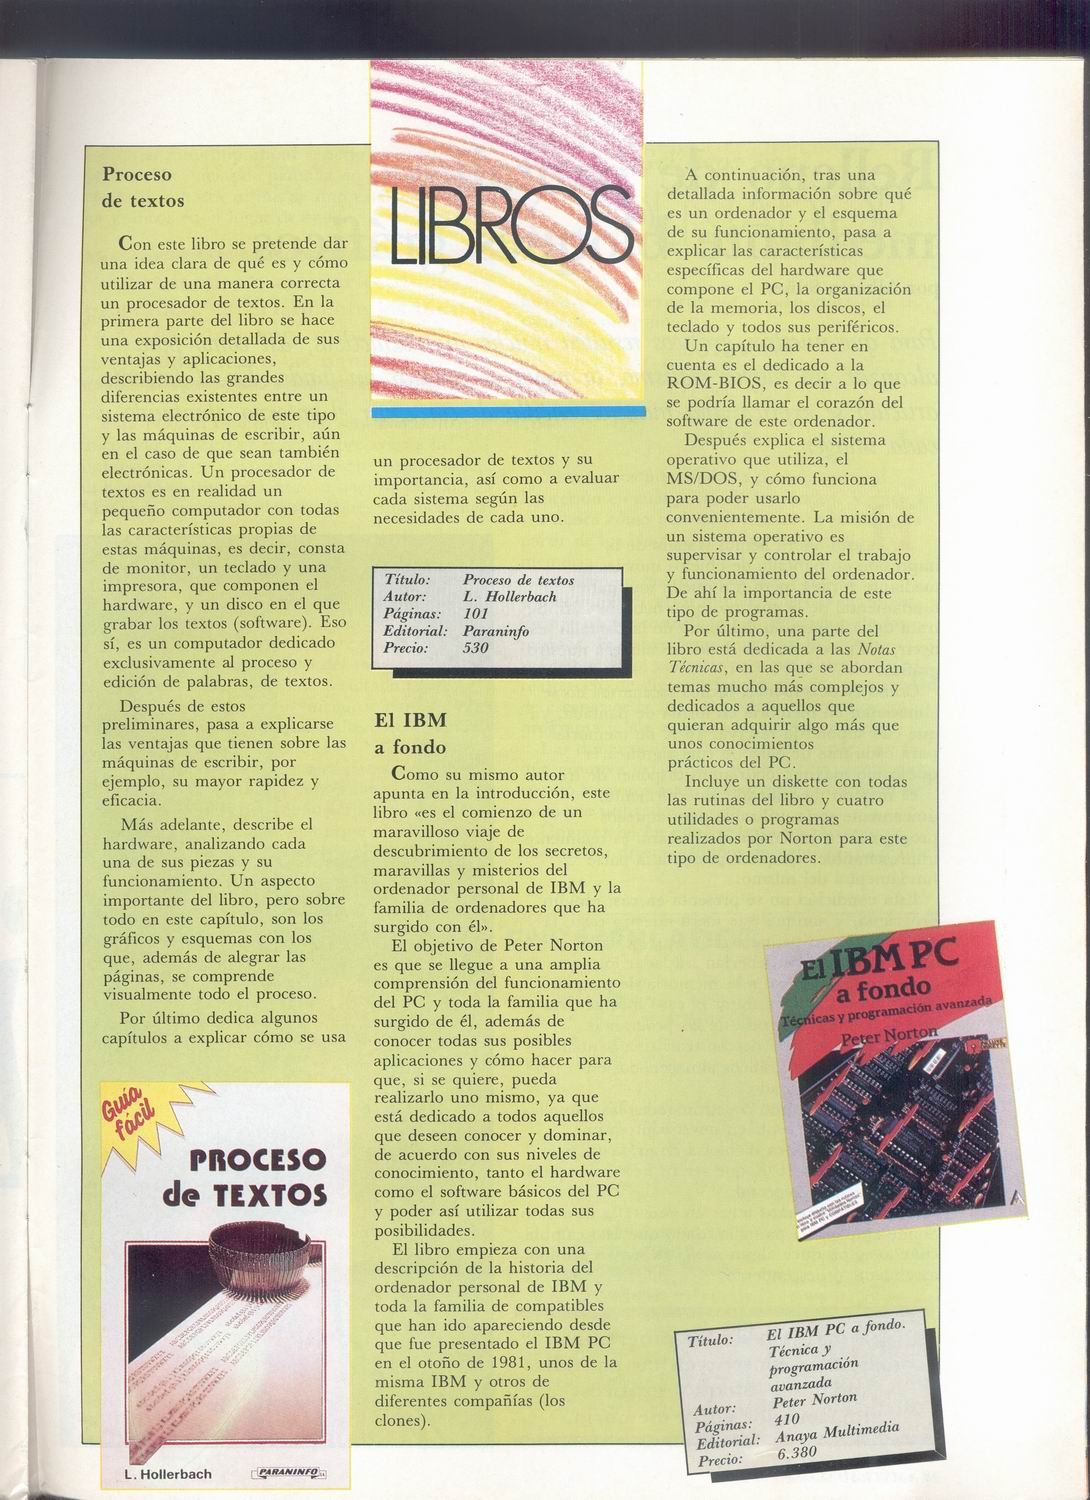 LIBROS
Proceso
de textos
Con este libro se pretende dar
una idea clara de qué es y cómo
utilizar de una manera correcta
un procesador de textos. En la
primera parte del libro se hace
una exposición detallada de sus
ventajas y aplicaciones,
describiendo las grandes
diferencias existentes entre un
sistema electrónico de este tipo
y las máquinas de escribir, aún
en el caso de que sean también
electrónicas. Un procesador de
textos es en realidad un
pequeño computador con todas
las características propias de
estas máquinas, es decir, consta
de monitor, un teclado y una
impresora, que componen el
hardware, y un disco en el que
grabar los textos (software). Eso
sí, es un computador dedicado
exclusivamente al proceso y
edición de palabras, de textos.
Después de estos
preliminares, pasa a explicarse
las ventajas que tienen sobre las
máquinas de escribir, por
ejemplo, su mayor rapidez y
eficacia.
Más adelante, describe el
hardware, analizando cada
una de sus piezas y su
funcionamiento. Un aspecto
importante del libro, pero sobre
todo en este capítulo, son los
gráficos y esquemas con los
que, además de alegrar las
páginas, se comprende
visualmente todo el proceso.
Por último dedica algunos
capítulos a explicar cómo se usa
un procesador de textos y su
importancia, así como a evaluar
cada sistema según las
necesidades de cada uno.
Título: Proceso de textos
Autor: L. Hollerbach
Páginas: 101
Editorial: Paraninfo
Precio: 530
Guía
fácil
PROCESO
de TEXTOS
L. Hollerbach
PARANINFO
El IBM
a fondo
Como su mismo autor
apunta en la introducción, este
libro «es el comienzo de un
maravilloso viaje de
descubrimiento de los secretos,
maravillas y misterios del
ordenador personal de IBM y la
familia de ordenadores que ha
surgido con él».
El objetivo de Peter Norton
es que se llegue a una amplia
comprensión del funcionamiento
del PC y toda la familia que ha
surgido de él, además de
conocer todas sus posibles
aplicaciones y cómo hacer para
que, si se quiere, pueda
realizarlo uno mismo, ya que
está dedicado a todos aquellos
que deseen conocer y dominar,
de acuerdo con sus niveles de
conocimiento, tanto el hardware
como el software básicos del PC
y poder así utilizar todas sus
posibilidades.
El libro empieza con una
descripción de la historia del
ordenador personal de IBM y
toda la familia de compatibles
que han ido apareciendo desde
que fue presentado el IBM PC
en el otoño de 1981, unos de la
misma IBM y otros de
diferentes compañías (los
clones).
A continuación, tras una
detallada información sobre qué
es un ordenador y el esquema
de su funcionamiento, pasa a
explicar las características
específicas del hardware que
compone el PC, la organización
de la memoria, los discos, el
teclado y todos sus periféricos.
Un capítulo ha tener en
cuenta es el dedicado a la
ROM-BIOS, es decir a lo que
se podría llamar el corazón del
software de este ordenador.
Después explica el sistema
operativo que utiliza, el
MS/DOS, y cómo funciona
para poder usarlo
convenientemente. La misión de
un sistema operativo es
supervisar y controlar el trabajo
y funcionamiento del ordenador.
De ahí la importancia de este
tipo de programas.
Por último, una parte del
libro está dedicada a las Notas
Técnicas, en las que se abordan
temas mucho más complejos y
dedicados a aquellos que
quieran adquirir algo más que
unos conocimientos
prácticos del PC.
Incluye un diskette con todas
las rutinas del libro y cuatro
utilidades o programas
realizados por Norton para este
tipo de ordenadores.
El IBM PC
a fondo
Técnicas y programación avanzada
Peter Norton
Título: El IBM PC a fondo.
Técnica y
programación
avanzada
Autor: Peter Norton
Páginas: 410
Editorial: Anaya Multimedia
Precio: 6.380